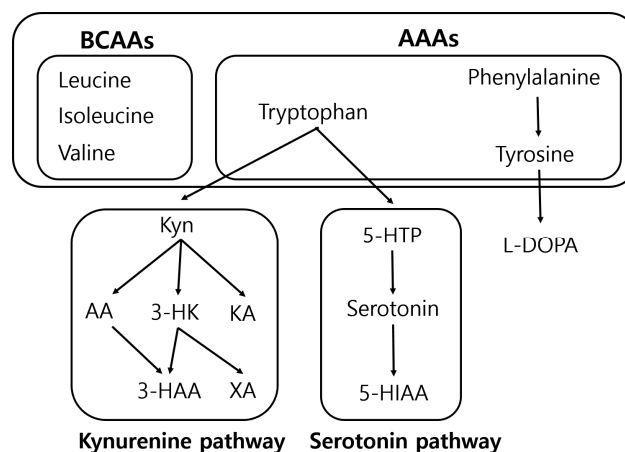 BCAAs AAAs
Leucine
Isoleucine
Valine
Tryptophan
Phenylalanine
Tyrosine
L-DOPA
Kyn
AA 3-HK KA
3-HAA XA
Kynurenine pathway
5-HTP
Serotonin
5-HIAA
Serotonin pathway